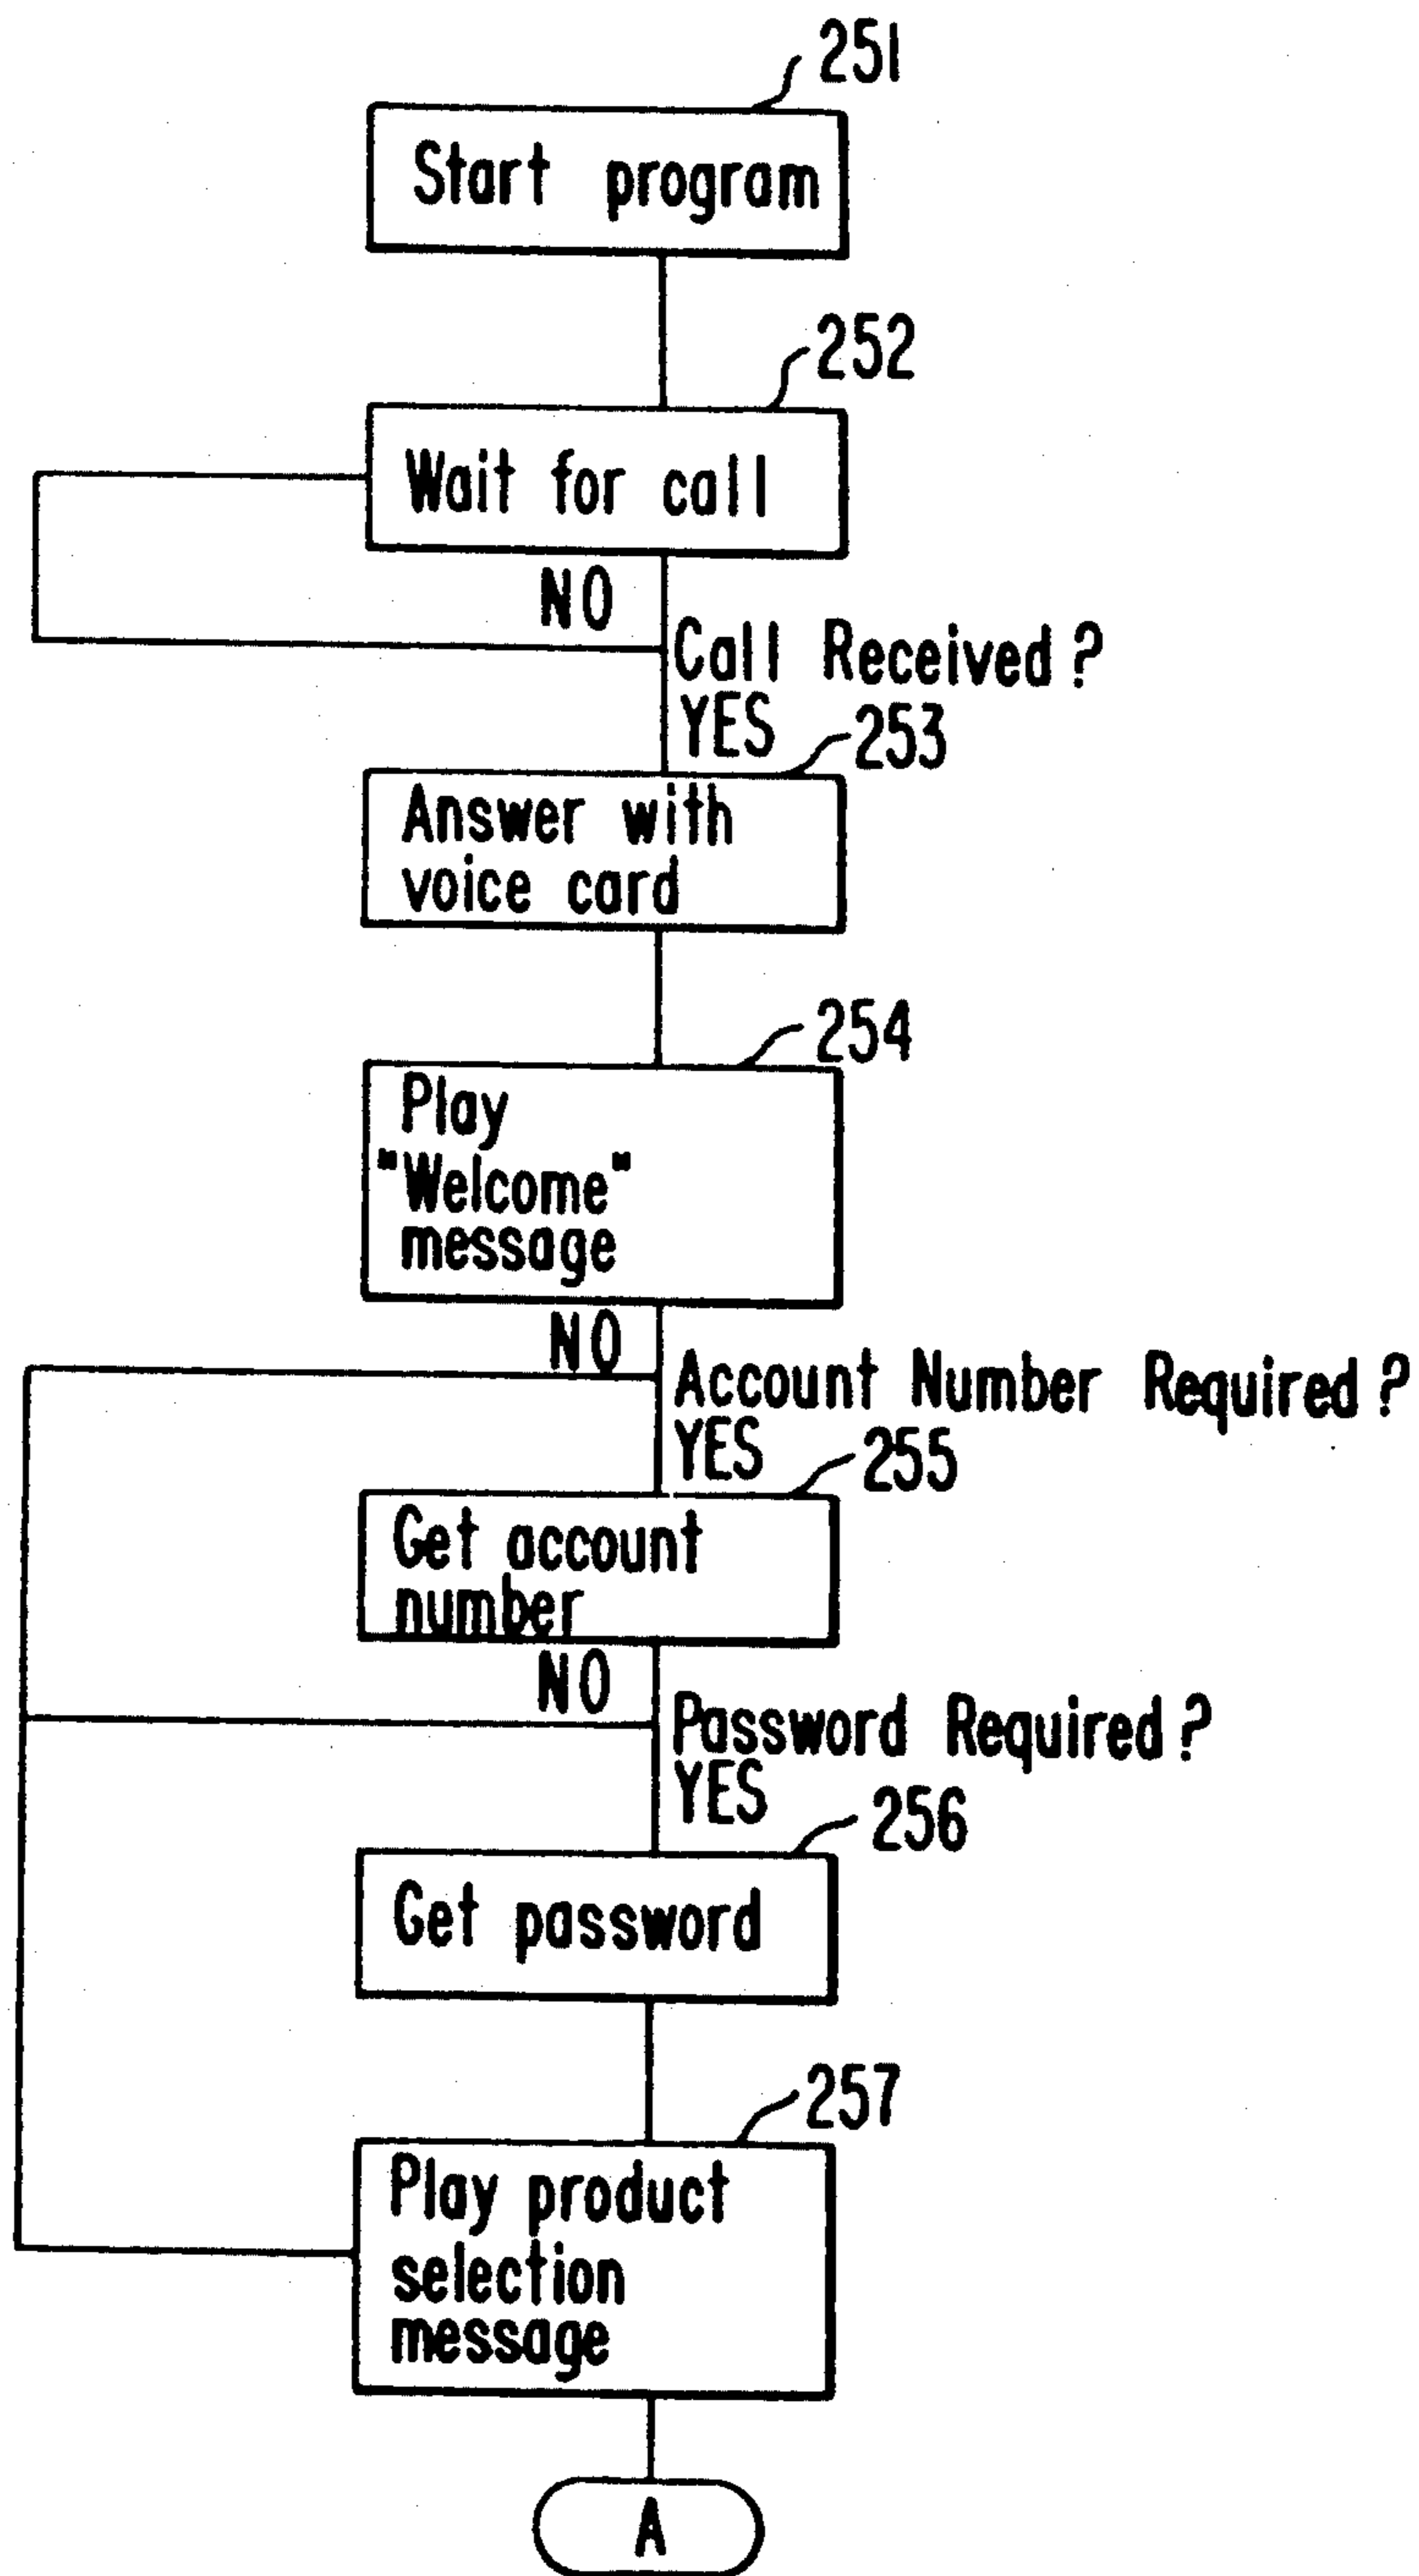 251
Start program
252
Wait for call
NO
Call Received?
YES
253
Answer with
voice card
254
Play
"Welcome"
message
NO
Account Number Required?
YES
255
Get account
number
NO
Password Required?
YES
256
Get password
257
Play product
selection
message
A